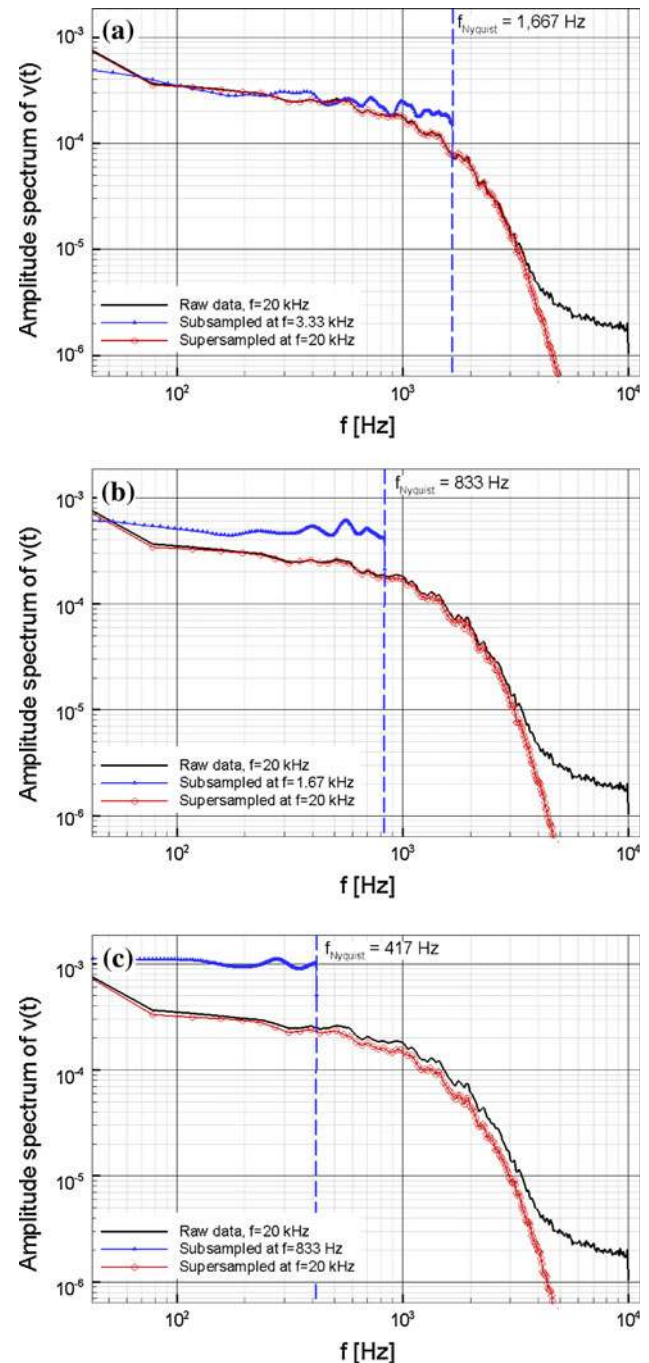 (a)
f_Nyquist = 1,667 Hz
Amplitude spectrum of v(t)
10^-3
10^-4
10^-5
10^-6
Raw data, f=20 kHz
Subsampled at f=3.33 kHz
Supersampled at f=20 kHz
10^2
10^3
10^4
f [Hz]
(b)
f_Nyquist = 833 Hz
Amplitude spectrum of v(t)
10^-3
10^-4
10^-5
10^-6
Raw data, f=20 kHz
Subsampled at f=1.67 kHz
Supersampled at f=20 kHz
10^2
10^3
10^4
f [Hz]
(c)
f_Nyquist = 417 Hz
Amplitude spectrum of v(t)
10^-3
10^-4
10^-5
10^-6
Raw data, f=20 kHz
Subsampled at f=833 Hz
Supersampled at f=20 kHz
10^2
10^3
10^4
f [Hz]